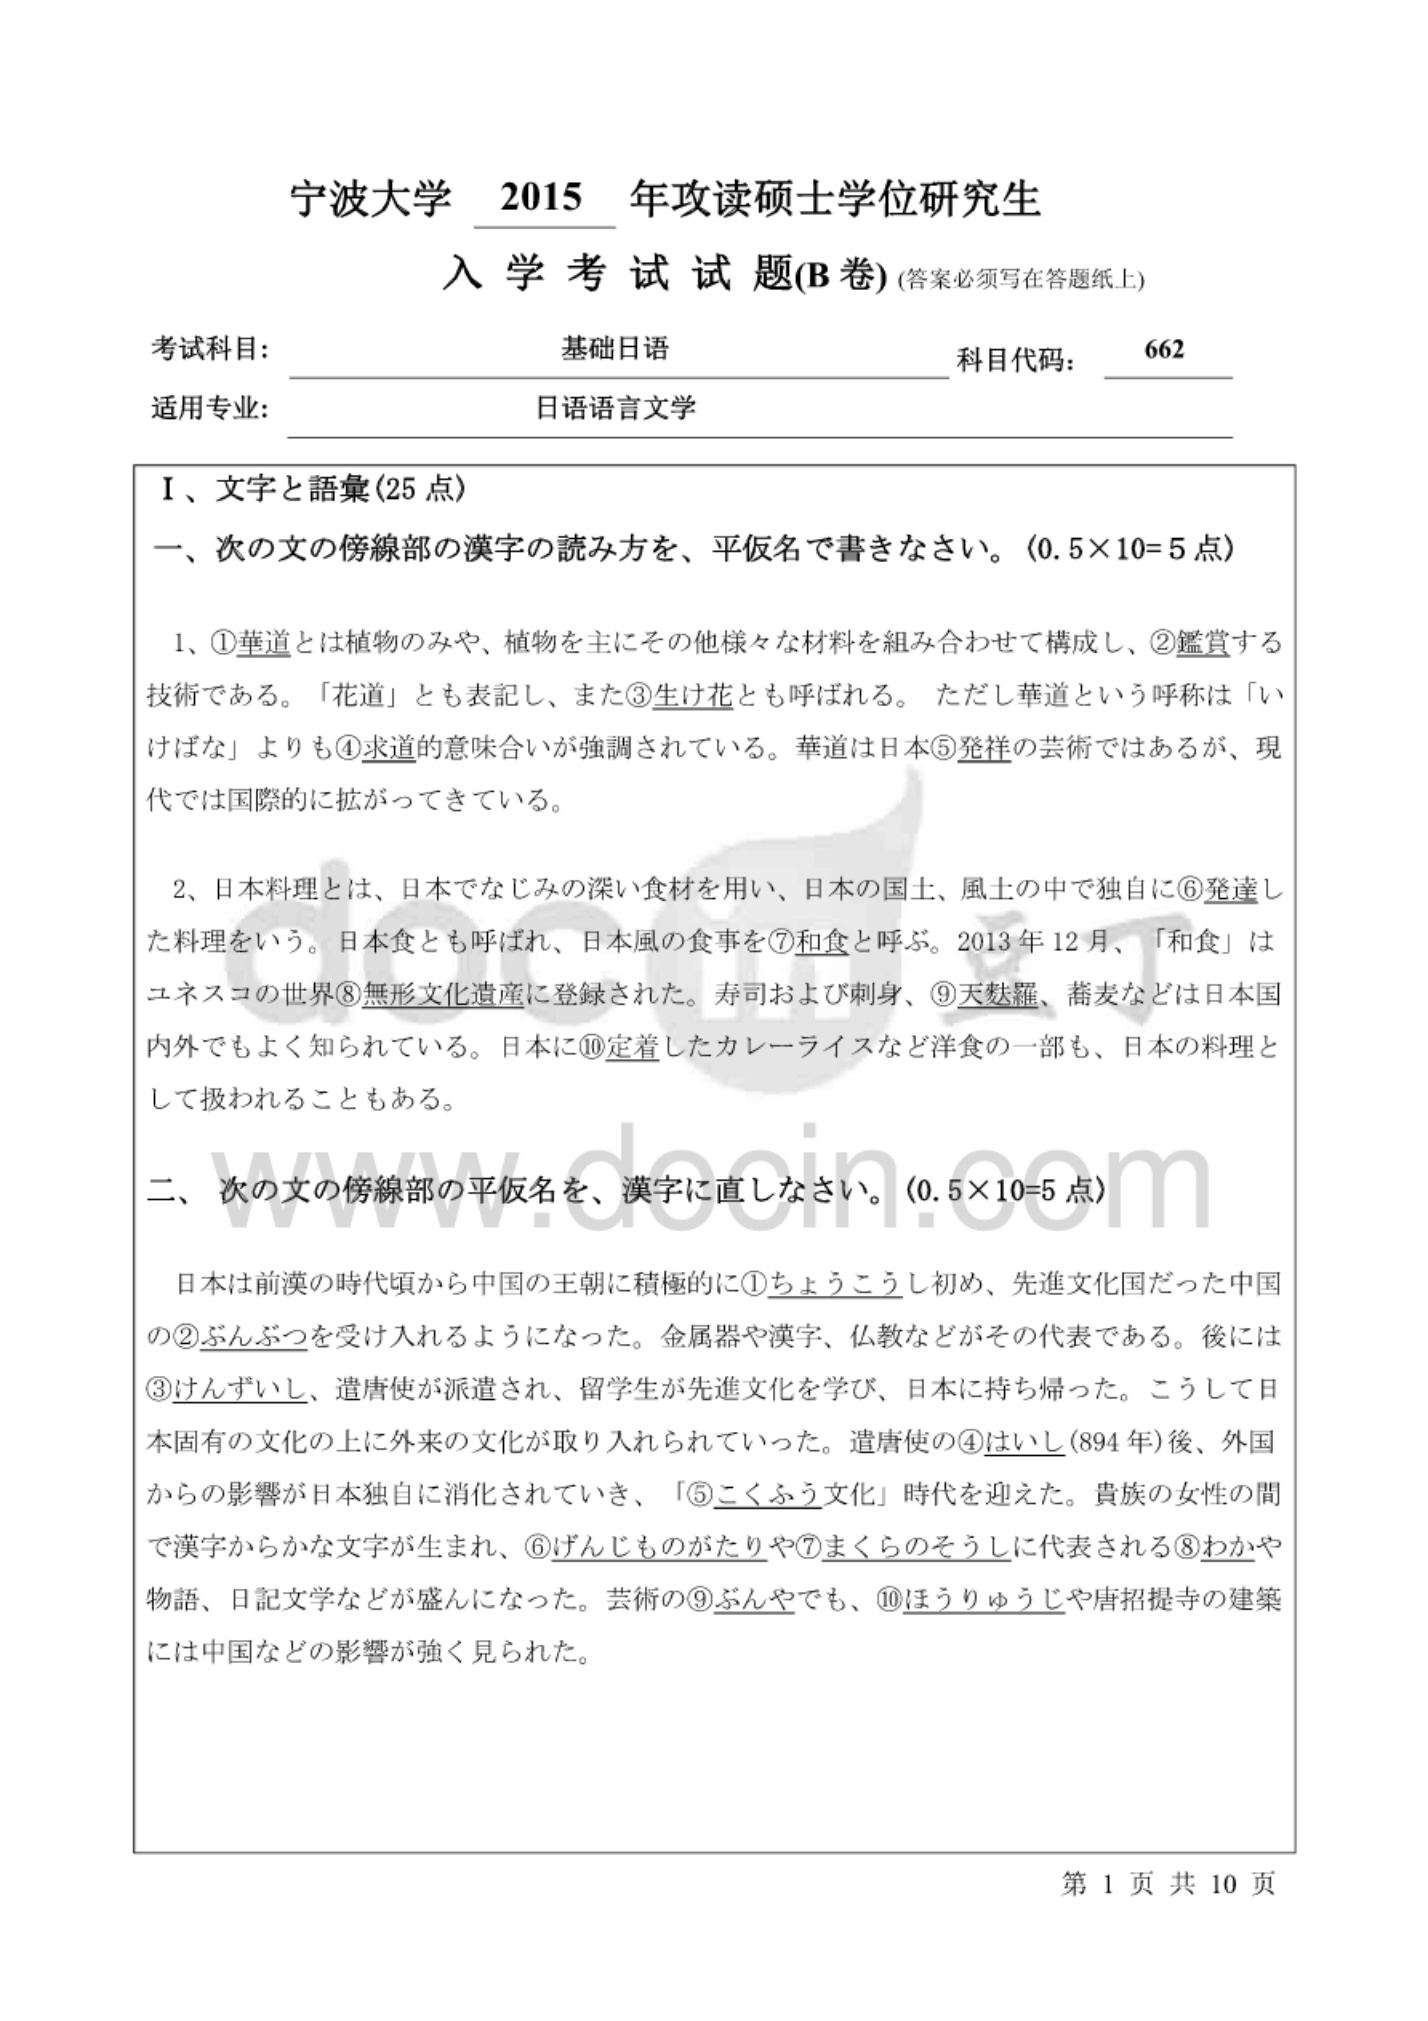 宁波大学 2015 年攻读硕士学位研究生
入 学 考 试 试 题(B 卷) (答案必须写在答题纸上)
考试科目: 基础日语 科目代码: 662
适用专业: 日语语言文学
Ⅰ、文字と語彙(25 点)
一、次の文の傍線部の漢字の読み方を、平仮名で書きなさい。(0.5×10=５点)
1、①華道とは植物のみや、植物を主にその他様々な材料を組み合わせて構成し、②鑑賞する
技術である。「花道」とも表記し、また③生け花とも呼ばれる。 ただし華道という呼称は「い
けばな」よりも④求道的意味合いが強調されている。華道は日本⑤発祥の芸術ではあるが、現
代では国際的に拡がってきている。
2、日本料理とは、日本でなじみの深い食材を用い、日本の国土、風土の中で独自に⑥発達し
た料理をいう。日本食とも呼ばれ、日本風の食事を⑦和食と呼ぶ。2013 年 12 月、「和食」は
ユネスコの世界⑧無形文化遺産に登録された。寿司および刺身、⑨天麩羅、蕎麦などは日本国
内外でもよく知られている。日本に⑩定着したカレーライスなど洋食の一部も、日本の料理と
して扱われることもある。
二、 次の文の傍線部の平仮名を、漢字に直しなさい。(0.5×10=5 点)
日本は前漢の時代頃から中国の王朝に積極的に①ちょうこうし初め、先進文化国だった中国
の②ぶんぶつを受け入れるようになった。金属器や漢字、仏教などがその代表である。後には
③けんずいし、遣唐使が派遣され、留学生が先進文化を学び、日本に持ち帰った。こうして日
本固有の文化の上に外来の文化が取り入れられていった。遣唐使の④はいし(894 年)後、外国
からの影響が日本独自に消化されていき、「⑤こくふう文化」時代を迎えた。貴族の女性の間
で漢字からかな文字が生まれ、⑥げんじものがたりや⑦まくらのそうしに代表される⑧わかや
物語、日記文学などが盛んになった。芸術の⑨ぶんやでも、⑩ほうりゅうじや唐招提寺の建築
には中国などの影響が強く見られた。
docin 豆丁
www.docin.com
第 1 页 共 10 页